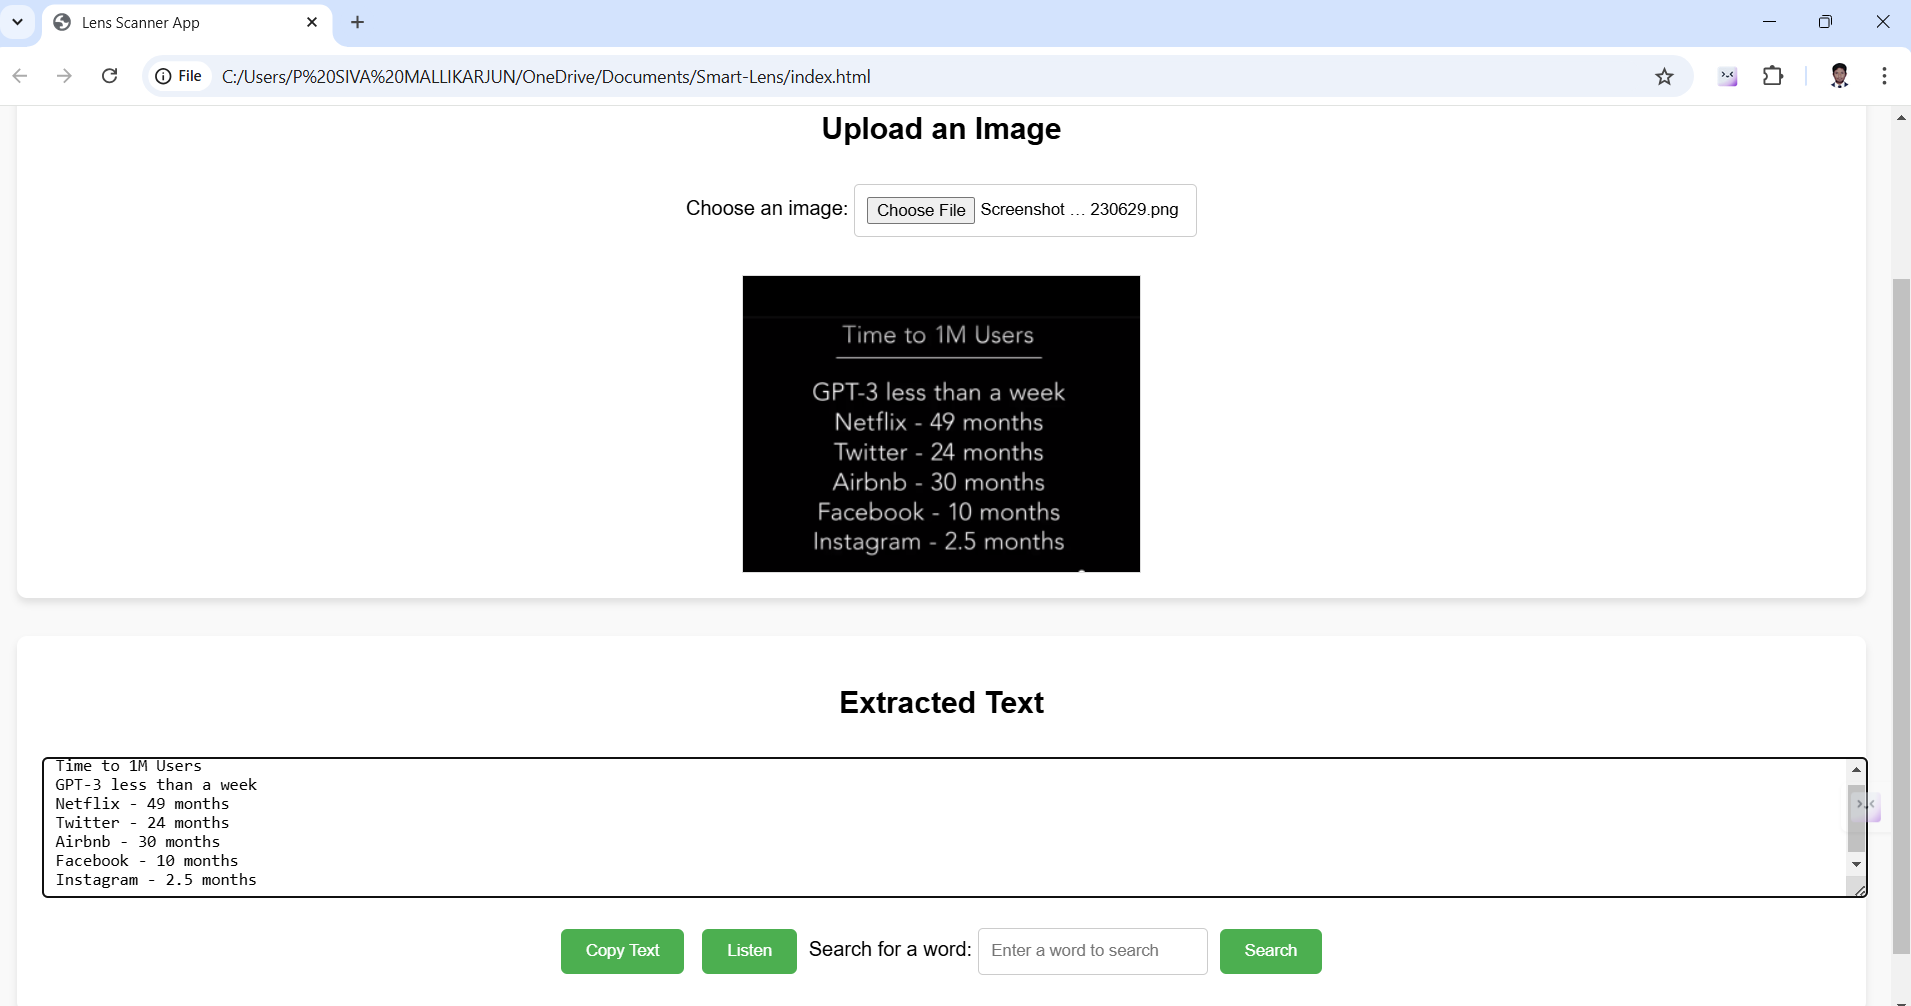 Lens Scanner App
File
C:/Users/P%20SIVA%20MALLIKARJUN/OneDrive/Documents/Smart-Lens/index.html
Upload an Image
Choose an image: Choose File Screenshot ... 230629.png
Time to 1M Users
GPT-3 less than a week
Netflix - 49 months
Twitter - 24 months
Airbnb - 30 months
Facebook - 10 months
Instagram - 2.5 months
Extracted Text
Time to 1M Users
GPT-3 less than a week
Netflix - 49 months
Twitter - 24 months
Airbnb - 30 months
Facebook - 10 months
Instagram - 2.5 months
Copy Text Listen Search for a word: Enter a word to search Search